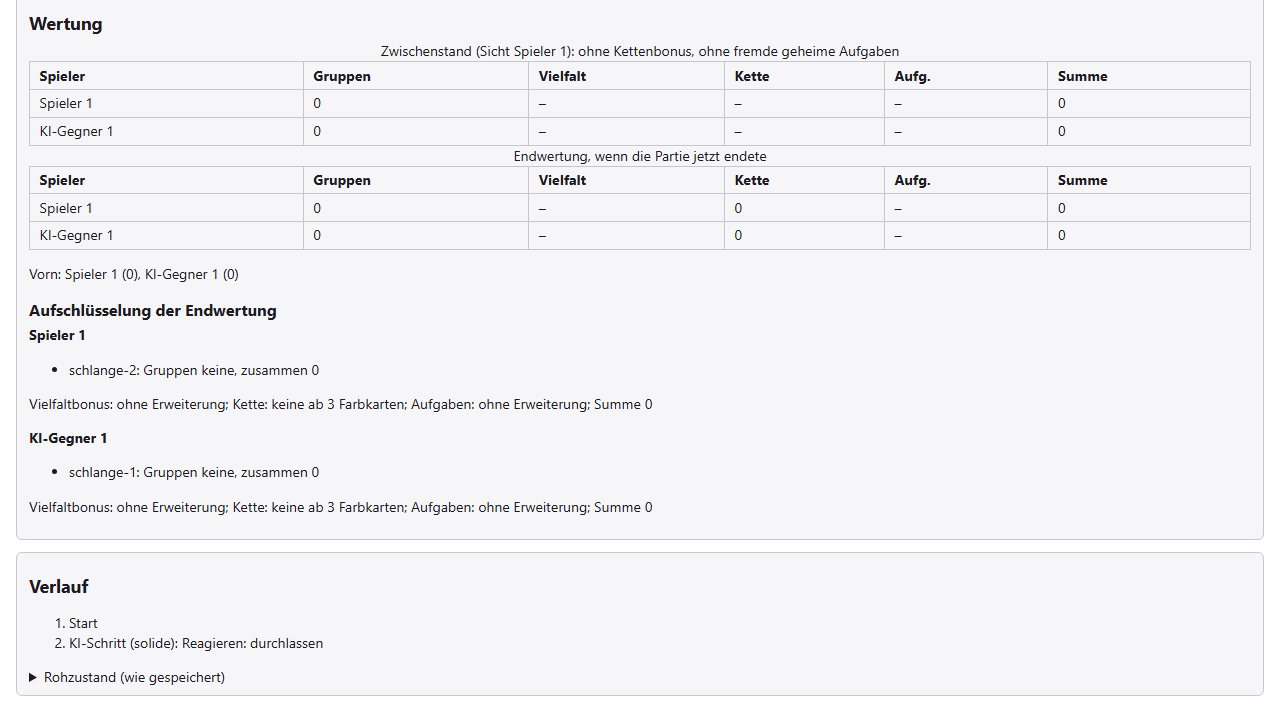 Wertung
Zwischenstand (Sicht Spieler 1): ohne Kettenbonus, ohne fremde geheime Aufgaben
Spieler Gruppen Vielfalt Kette Aufg. Summe
Spieler 1 0 – – – 0
KI-Gegner 1 0 – – – 0
Endwertung, wenn die Partie jetzt endete
Spieler Gruppen Vielfalt Kette Aufg. Summe
Spieler 1 0 – 0 – 0
KI-Gegner 1 0 – 0 – 0
Vorn: Spieler 1 (0), KI-Gegner 1 (0)
Aufschlüsselung der Endwertung
Spieler 1
• schlange-2: Gruppen keine, zusammen 0
Vielfaltbonus: ohne Erweiterung; Kette: keine ab 3 Farbkarten; Aufgaben: ohne Erweiterung; Summe 0
KI-Gegner 1
• schlange-1: Gruppen keine, zusammen 0
Vielfaltbonus: ohne Erweiterung; Kette: keine ab 3 Farbkarten; Aufgaben: ohne Erweiterung; Summe 0
Verlauf
1. Start
2. KI-Schritt (solide): Reagieren: durchlassen
▶ Rohzustand (wie gespeichert)